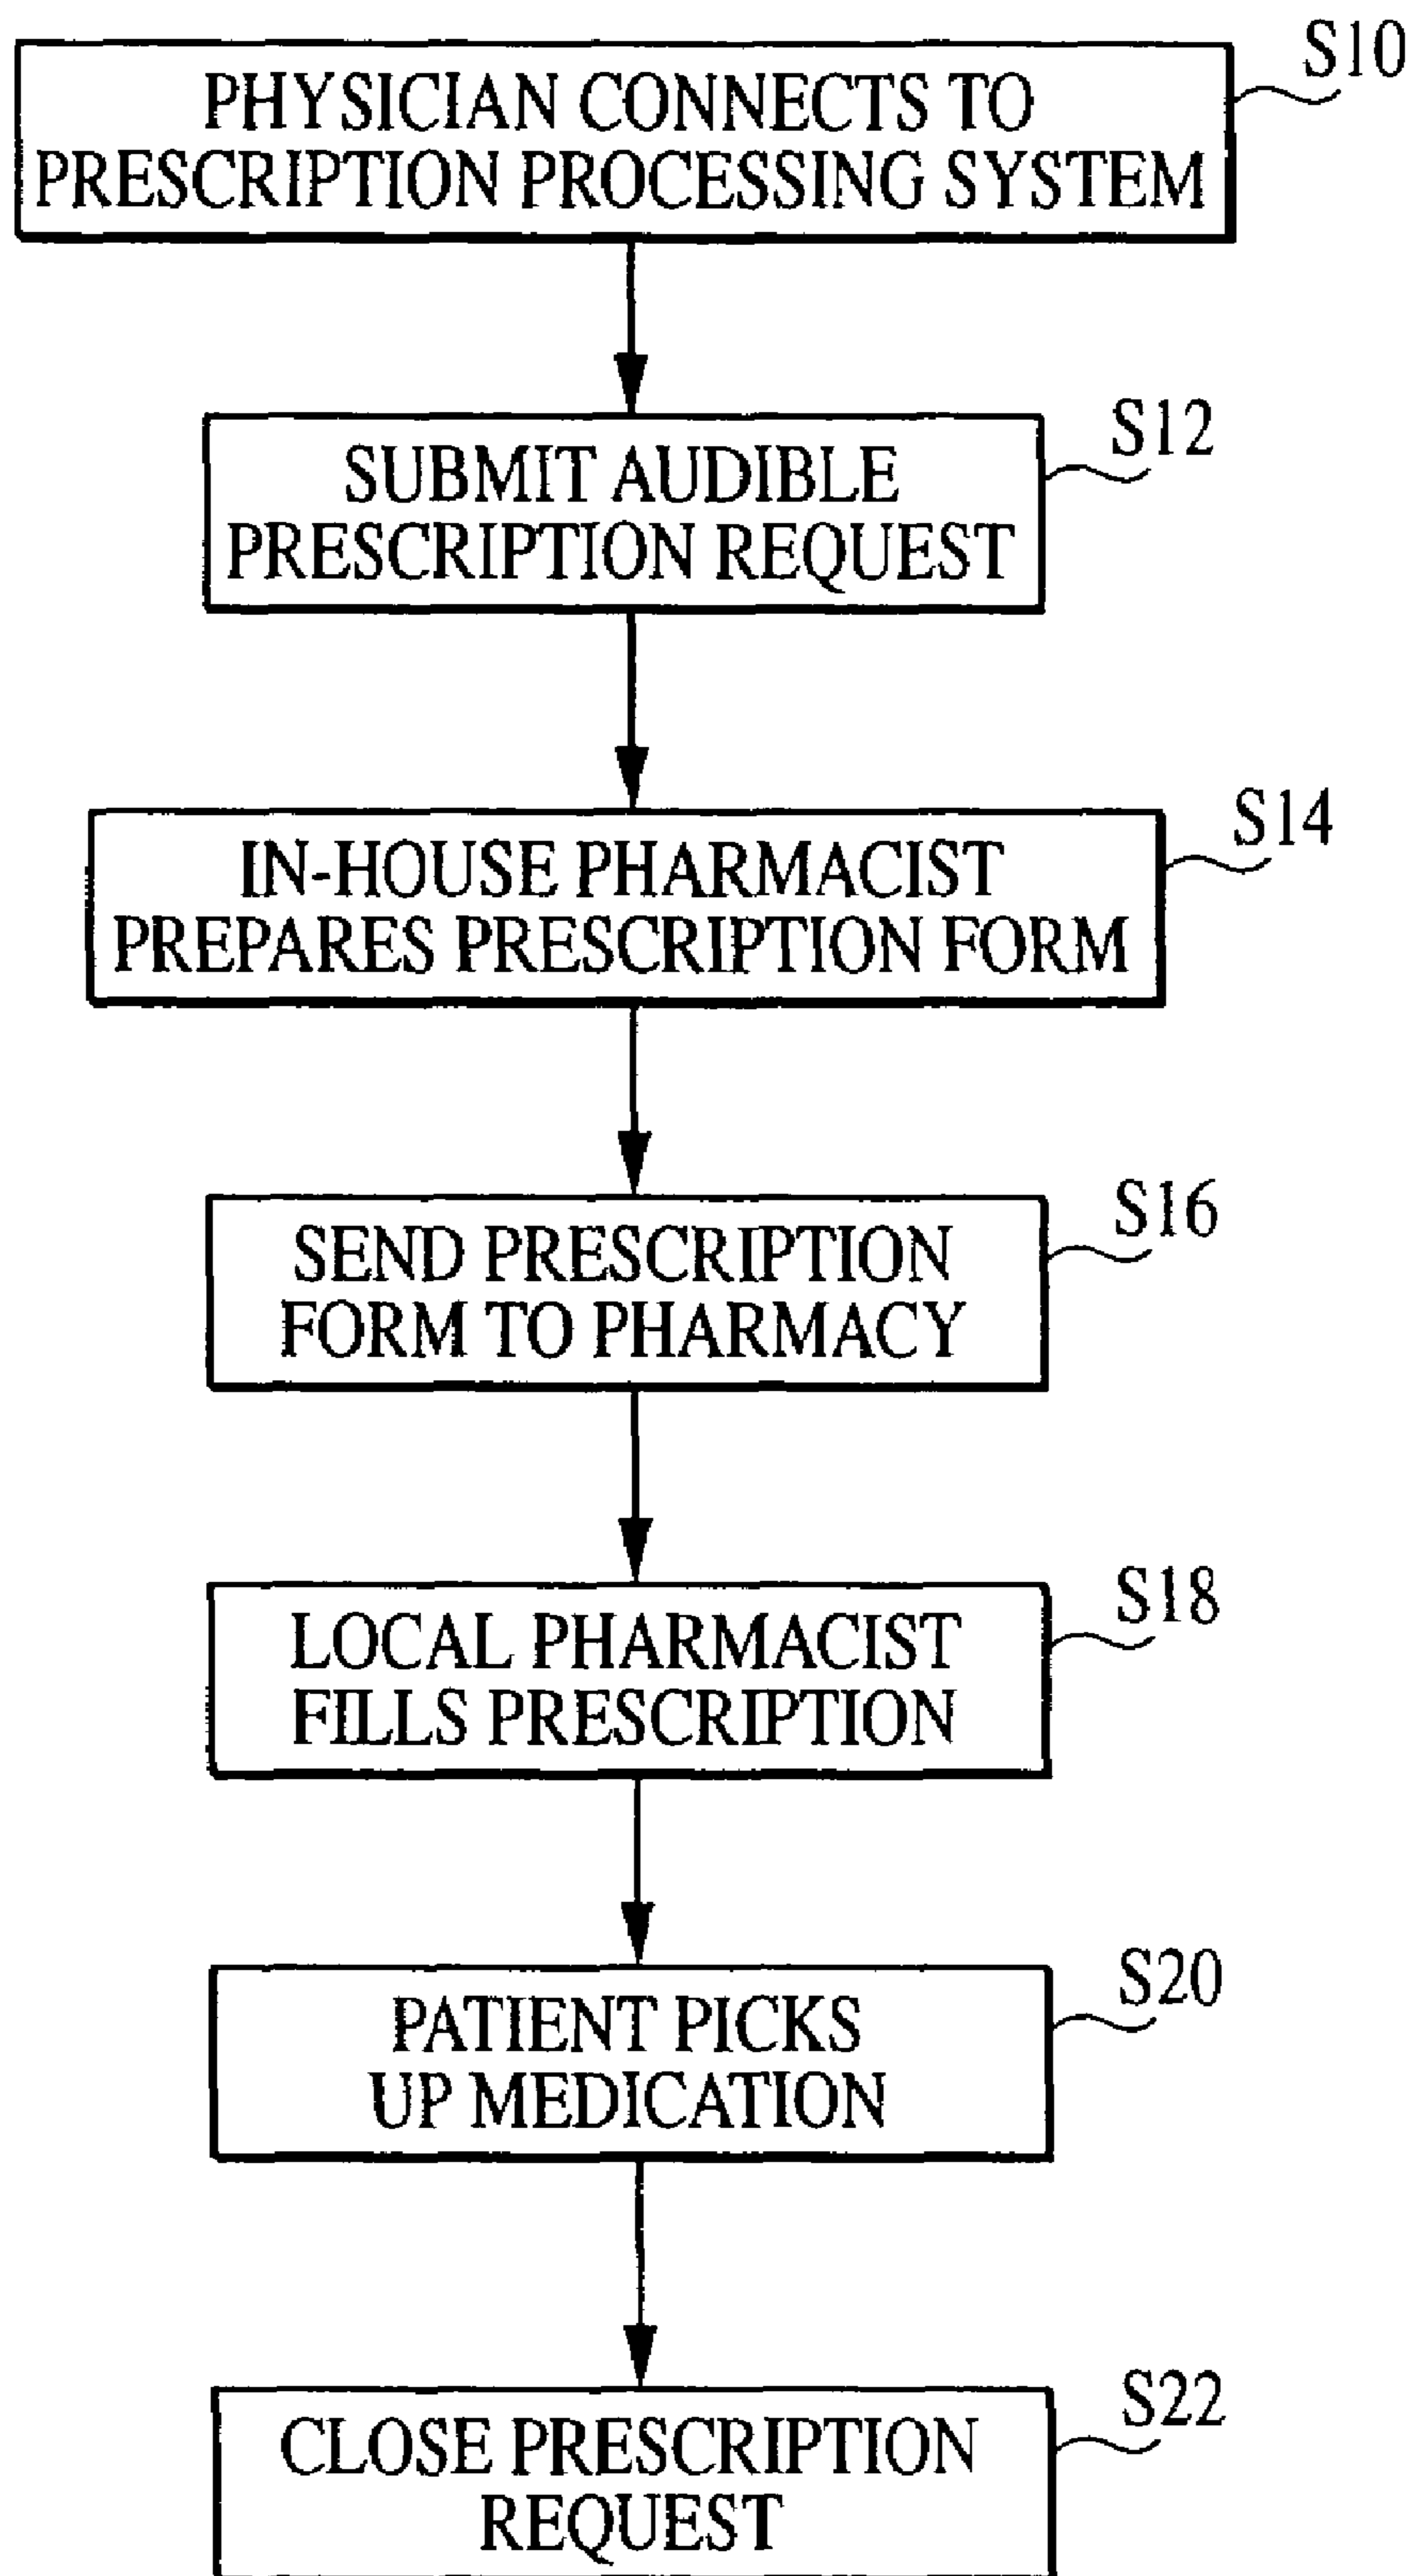 S10
PHYSICIAN CONNECTS TO
PRESCRIPTION PROCESSING SYSTEM
S12
SUBMIT AUDIBLE
PRESCRIPTION REQUEST
S14
IN-HOUSE PHARMACIST
PREPARES PRESCRIPTION FORM
S16
SEND PRESCRIPTION
FORM TO PHARMACY
S18
LOCAL PHARMACIST
FILLS PRESCRIPTION
S20
PATIENT PICKS
UP MEDICATION
S22
CLOSE PRESCRIPTION
REQUEST